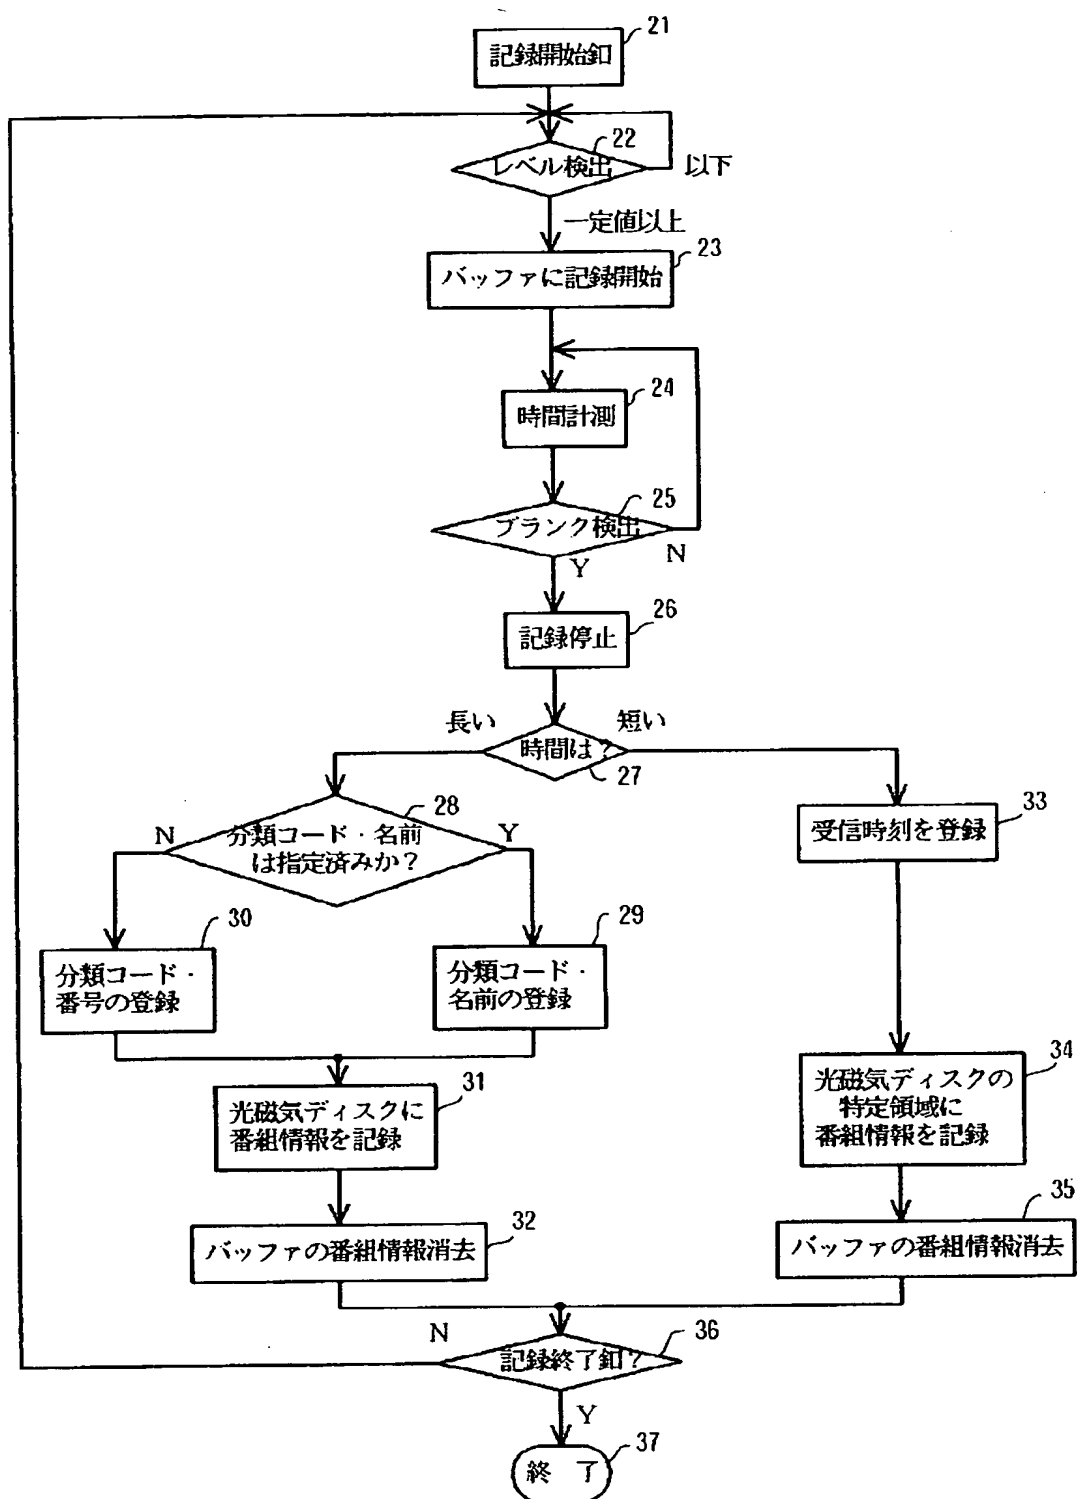 21
記録開始釦
22
レベル検出
以下
一定値以上
23
バッファに記録開始
24
時間計測
25
ブランク検出
N
Y
26
記録停止
長い
短い
時間は?
27
28
N
Y
分類コード・名前
は指定済みか?
33
受信時刻を登録
30
分類コード・
番号の登録
29
分類コード・
名前の登録
31
光磁気ディスクに
番組情報を記録
34
光磁気ディスクの
特定領域に
番組情報を記録
32
バッファの番組情報消去
35
バッファの番組情報消去
N
36
記録終了釦?
Y
37
終 了